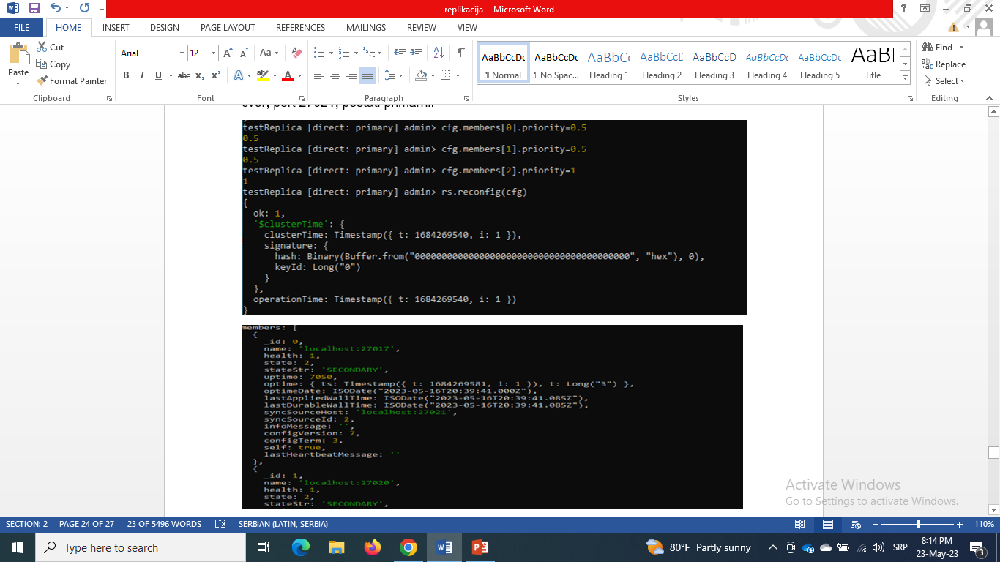 replikacija - Microsoft Word
FILE HOME INSERT DESIGN PAGE LAYOUT REFERENCES MAILINGS REVIEW VIEW
Paste
Cut
Copy
Format Painter
Clipboard
Arial 12
Font
Paragraph
AaBbCcDc AaBbCcDc AaBbCc AaBbCcE AaBbCcD AaBbCcDc AaBbCcDc AaBl
¶ Normal ¶ No Spac... Heading 1 Heading 2 Heading 3 Heading 4 Heading 5 Title
Styles
Find
Replace
Select
Editing
port 27021, postati primarni.
testReplica [direct: primary] admin> cfg.members[0].priority=0.5
0.5
testReplica [direct: primary] admin> cfg.members[1].priority=0.5
0.5
testReplica [direct: primary] admin> cfg.members[2].priority=1
1
testReplica [direct: primary] admin> rs.reconfig(cfg)
{
ok: 1,
'$clusterTime': {
clusterTime: Timestamp({ t: 1684269540, i: 1 }),
signature: {
hash: Binary(Buffer.from("0000000000000000000000000000000000000000", "hex"), 0),
keyId: Long("0")
}
},
operationTime: Timestamp({ t: 1684269540, i: 1 })
}
members: [
{
_id: 0,
name: 'localhost:27017',
health: 1,
state: 2,
stateStr: 'SECONDARY',
uptime: 7050,
optime: { ts: Timestamp({ t: 1684269581, i: 1 }), t: Long("3") },
optimeDate: ISODate("2023-05-16T20:39:41.000Z"),
lastAppliedWallTime: ISODate("2023-05-16T20:39:41.085Z"),
lastDurableWallTime: ISODate("2023-05-16T20:39:41.085Z"),
syncSourceHost: 'localhost:27021',
syncSourceId: 2,
infoMessage: '',
configVersion: 7,
configTerm: 3,
self: true,
lastHeartbeatMessage: ''
},
{
_id: 1,
name: 'localhost:27020',
health: 1,
state: 2,
stateStr: 'SECONDARY',
Activate Windows
Go to Settings to activate Windows.
SECTION: 2 PAGE 24 OF 27 23 OF 5496 WORDS SERBIAN (LATIN, SERBIA) 110%
Type here to search
80°F Partly sunny
SRP
8:14 PM
23-May-23
3